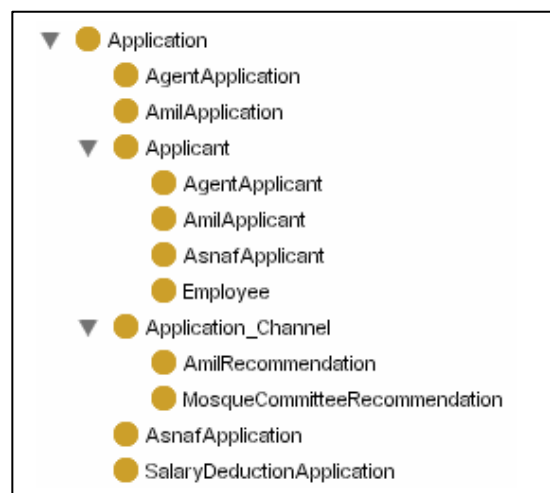 Application
AgentApplication
AmilApplication
Applicant
AgentApplicant
AmilApplicant
AsnafApplicant
Employee
Application_Channel
AmilRecommendation
MosqueCommitteeRecommendation
AsnafApplication
SalaryDeductionApplication